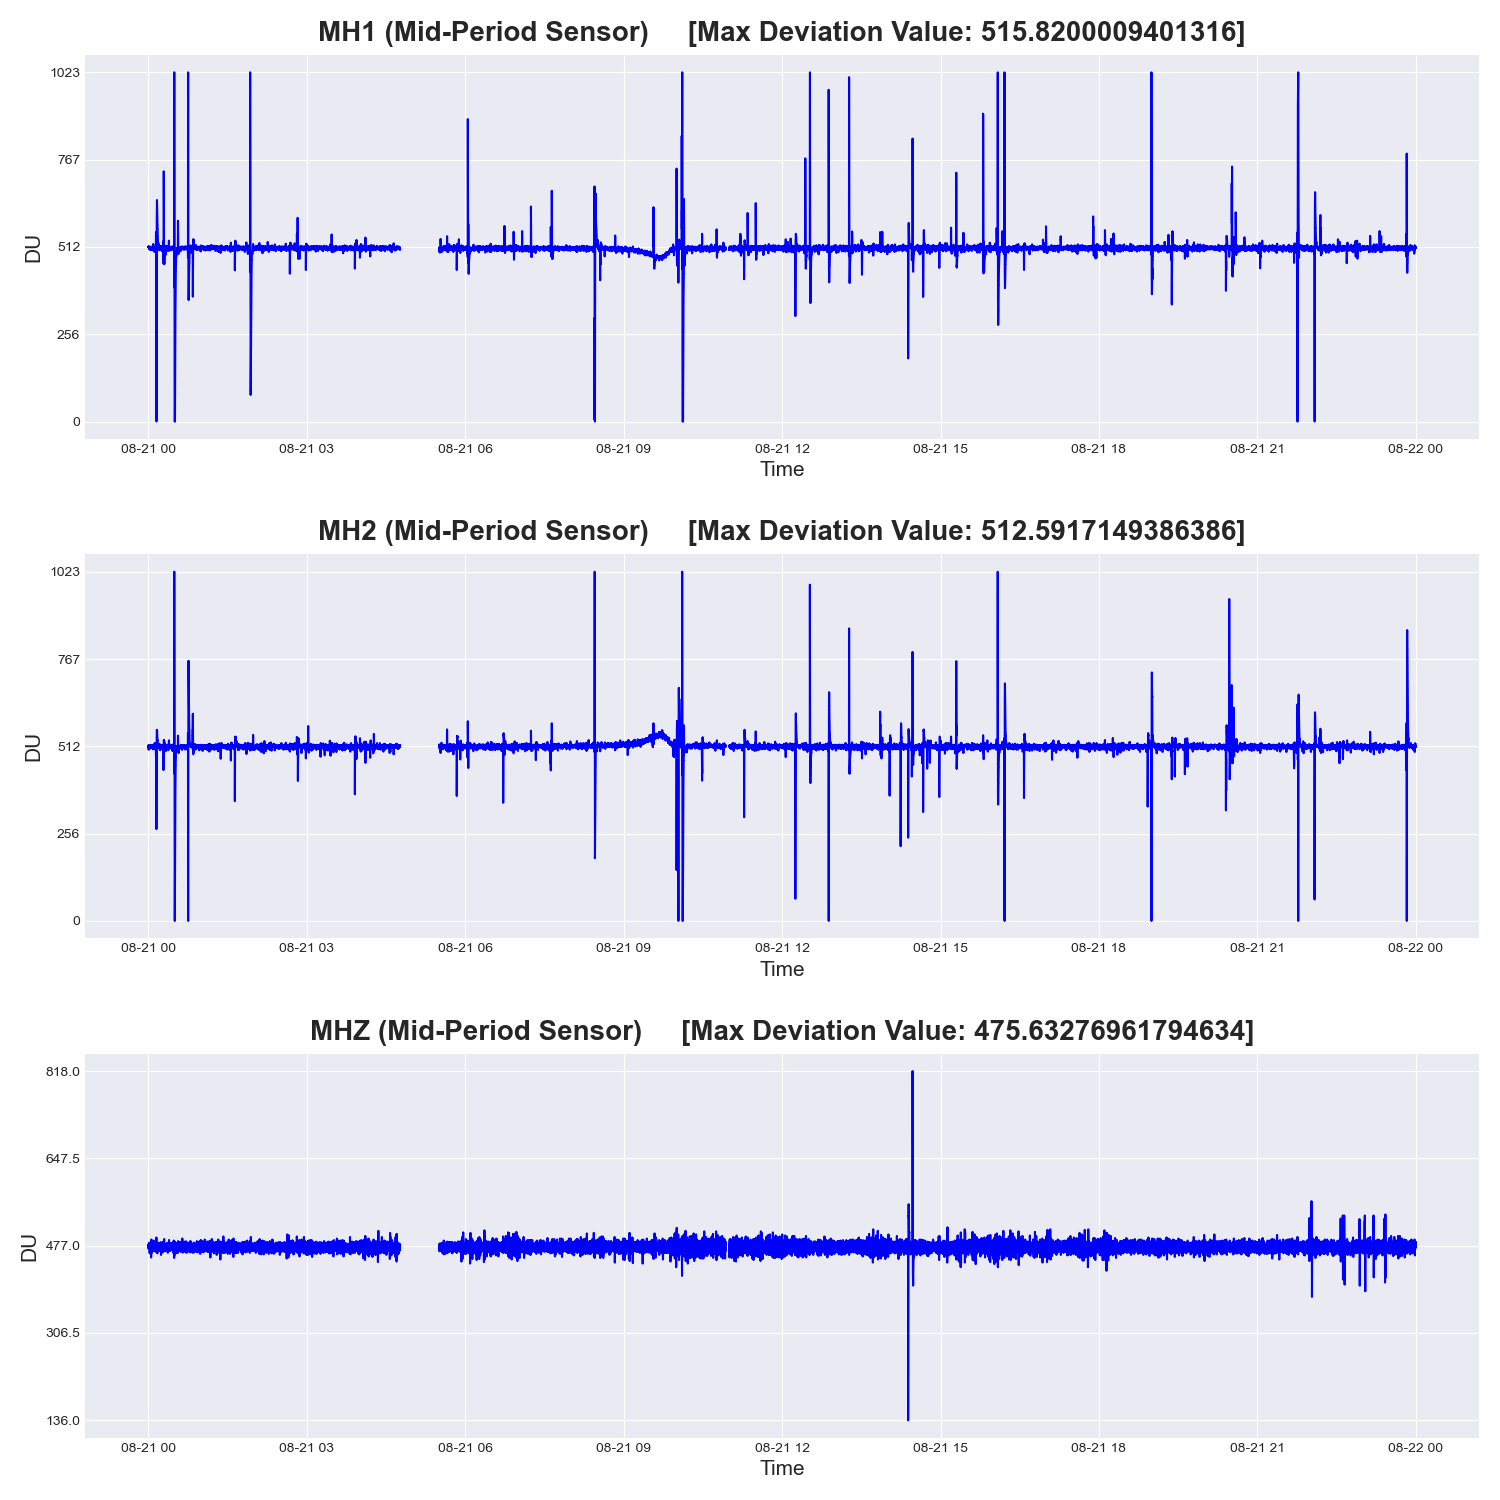 MH1 (Mid-Period Sensor) [Max Deviation Value: 515.8200009401316]
1023
767
512
256
0
DU
08-21 00 08-21 03 08-21 06 08-21 09 08-21 12 08-21 15 08-21 18 08-21 21 08-22 00
Time
MH2 (Mid-Period Sensor) [Max Deviation Value: 512.5917149386386]
1023
767
512
256
0
DU
08-21 00 08-21 03 08-21 06 08-21 09 08-21 12 08-21 15 08-21 18 08-21 21 08-22 00
Time
MHZ (Mid-Period Sensor) [Max Deviation Value: 475.63276961794634]
818.0
647.5
477.0
306.5
136.0
DU
08-21 00 08-21 03 08-21 06 08-21 09 08-21 12 08-21 15 08-21 18 08-21 21 08-22 00
Time